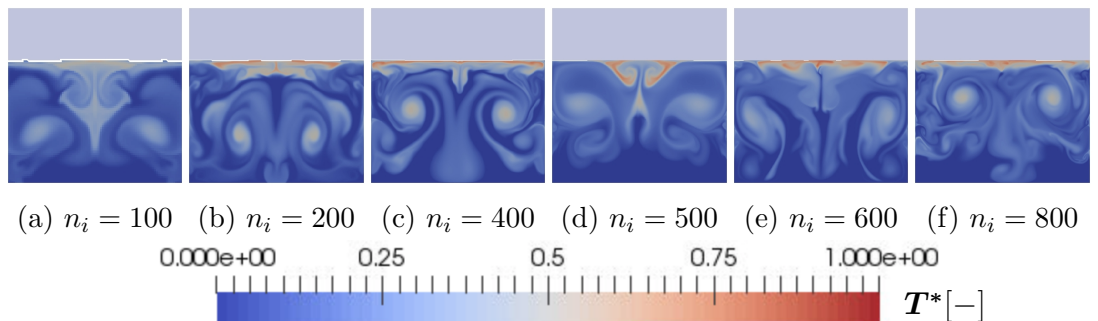 (a) n_i = 100 (b) n_i = 200 (c) n_i = 400 (d) n_i = 500 (e) n_i = 600 (f) n_i = 800
0.000e+00 0.25 0.5 0.75 1.000e+00
T*[−]